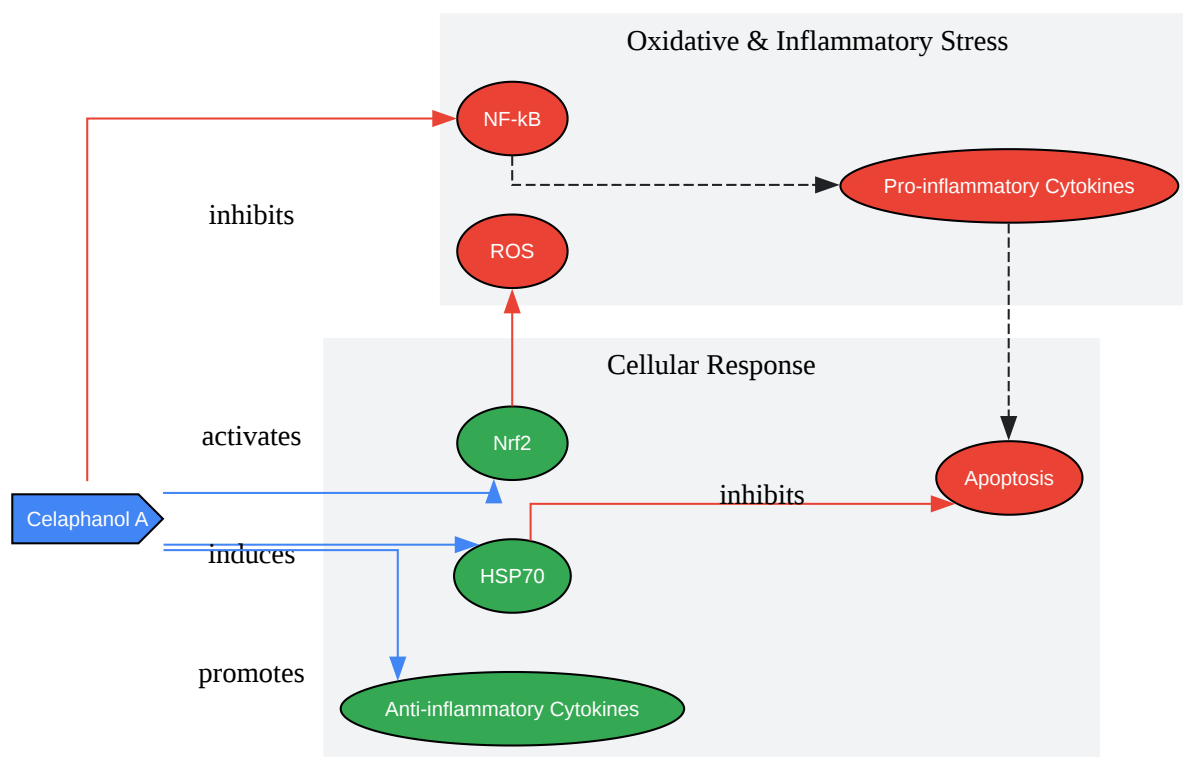 Oxidative & Inflammatory Stress
NF-kB
Pro-inflammatory Cytokines
inhibits
ROS
Cellular Response
activates
Nrf2
Apoptosis
inhibits
Celaphanol A
induces
HSP70
promotes
Anti-inflammatory Cytokines